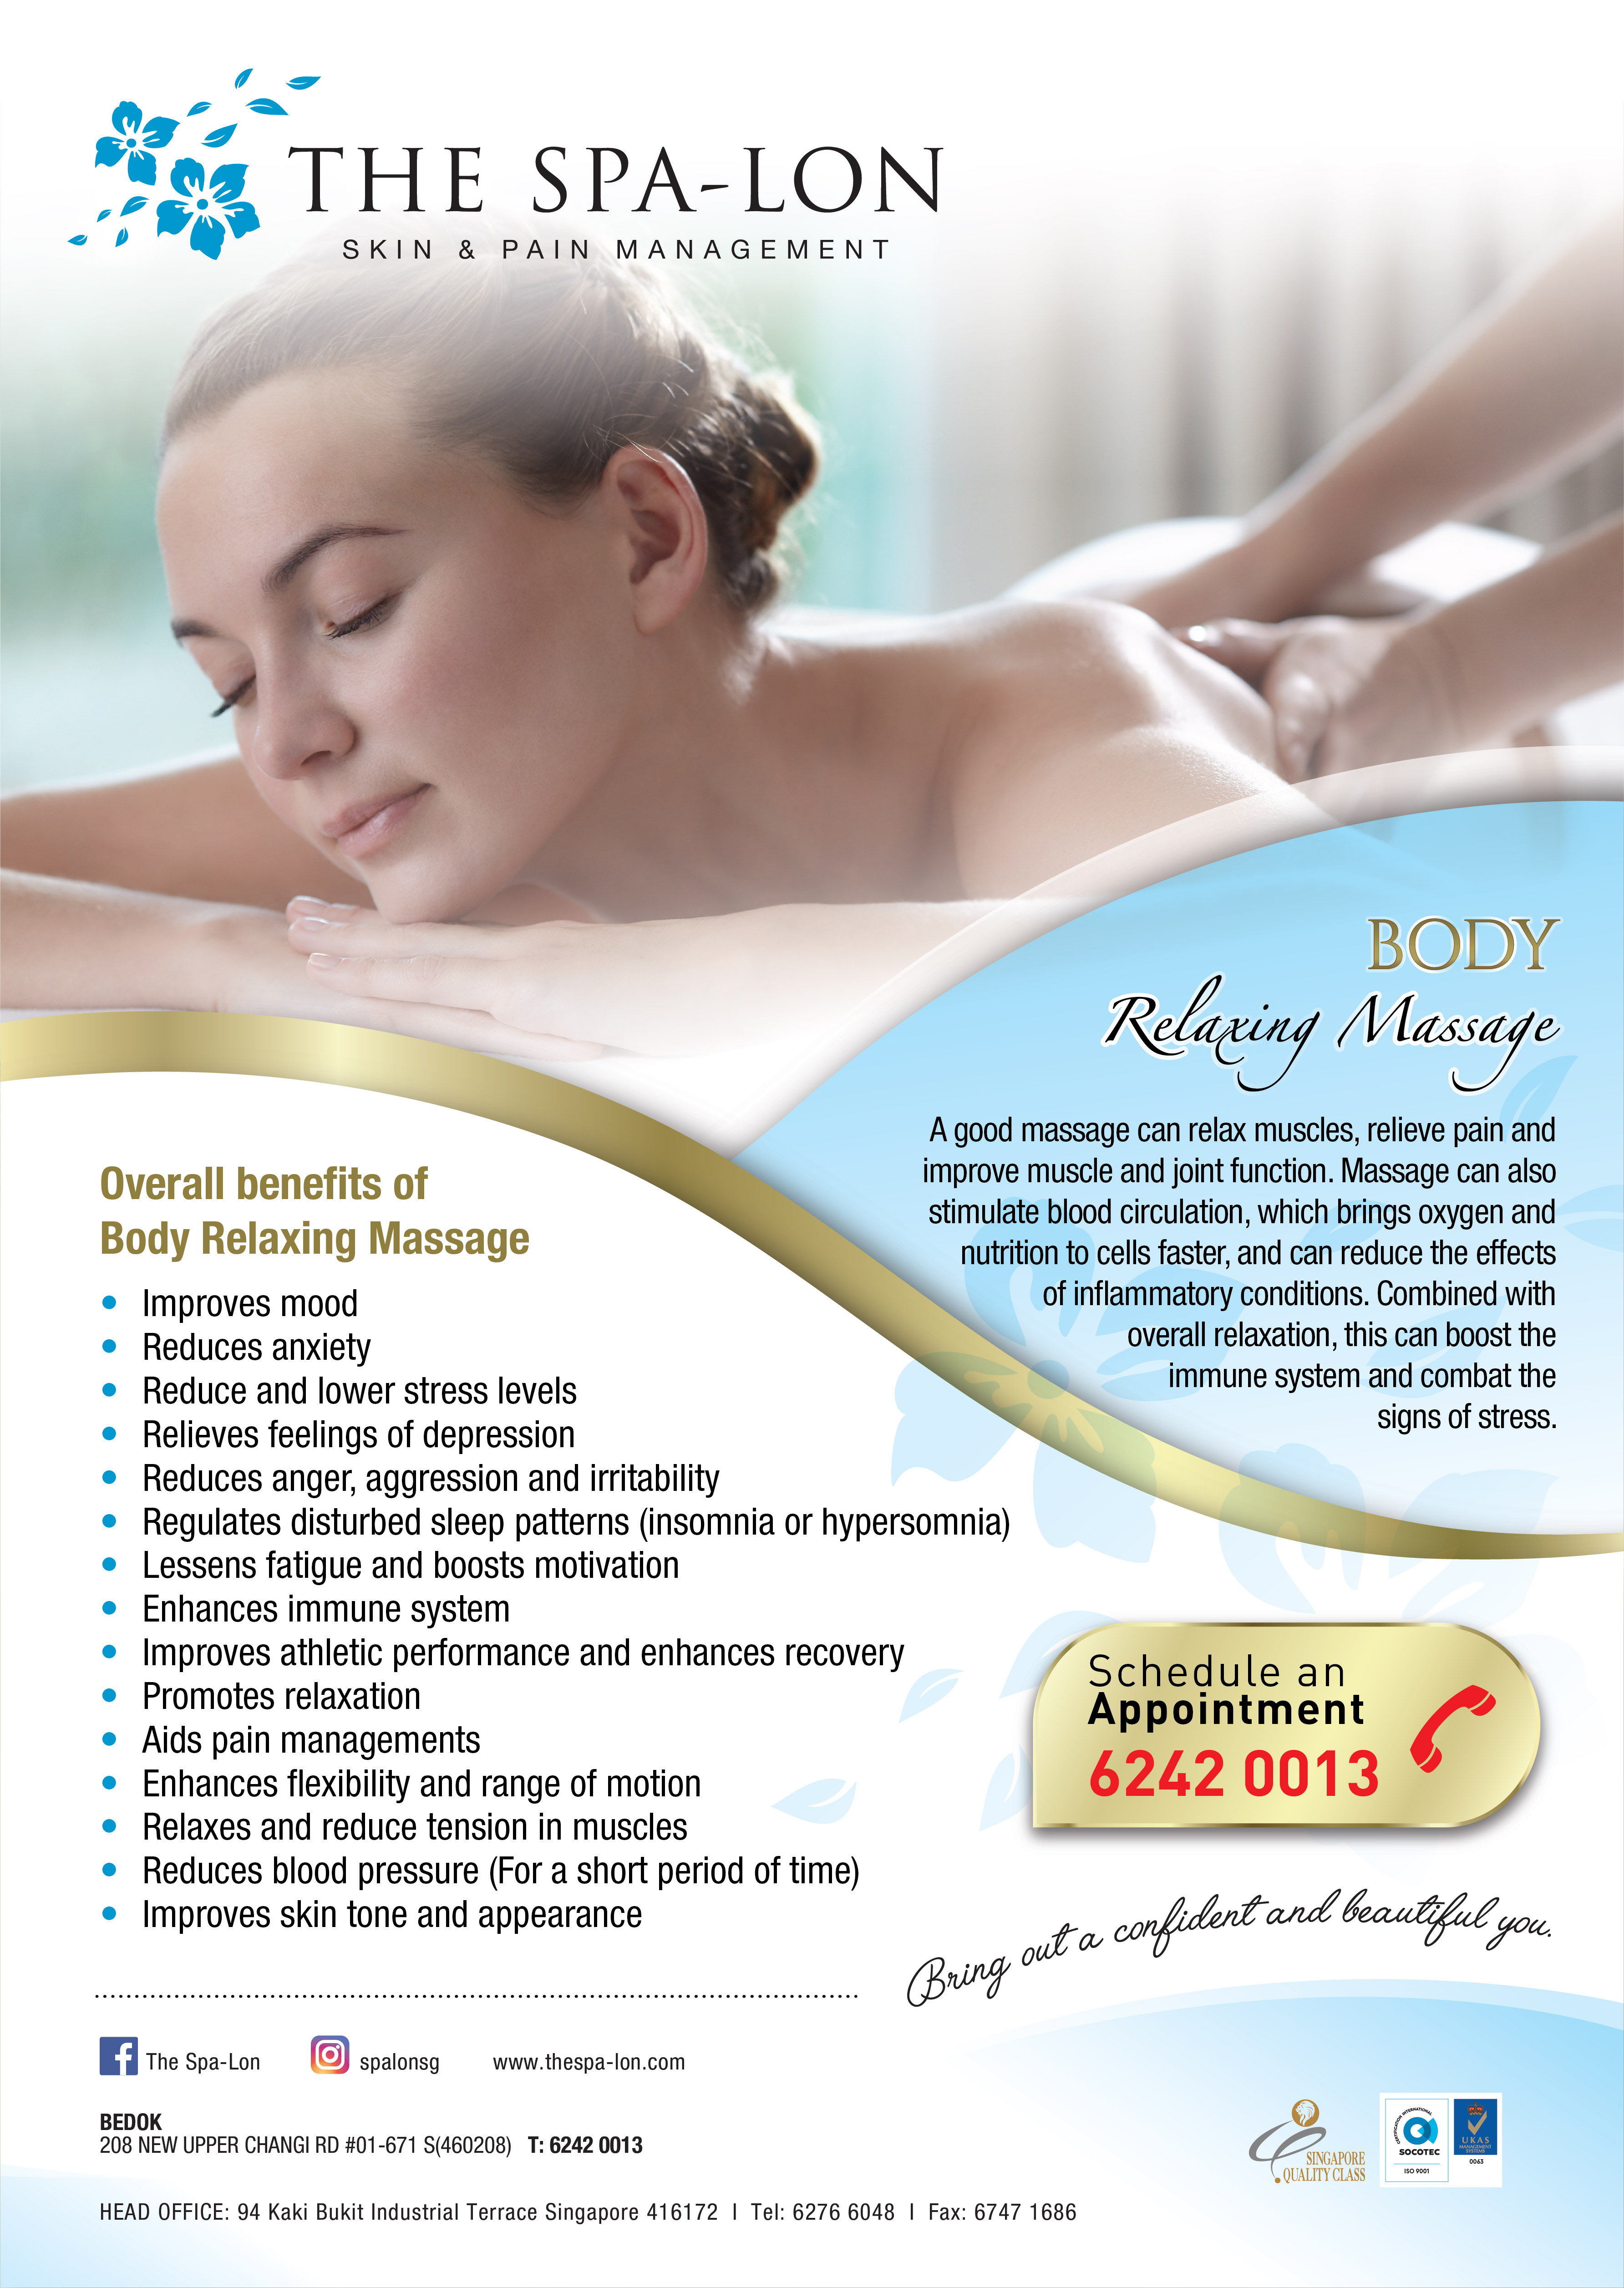 THE SPA-LON
SKIN & PAIN MANAGEMENT
BODY
Relaxing Massage
A good massage can relax muscles, relieve pain and
improve muscle and joint function. Massage can also
stimulate blood circulation, which brings oxygen and
nutrition to cells faster, and can reduce the effects
of inflammatory conditions. Combined with
overall relaxation, this can boost the
immune system and combat the
signs of stress.
Overall benefits of
Body Relaxing Massage
• Improves mood
• Reduces anxiety
• Reduce and lower stress levels
• Relieves feelings of depression
• Reduces anger, aggression and irritability
• Regulates disturbed sleep patterns (insomnia or hypersomnia)
• Lessens fatigue and boosts motivation
• Enhances immune system
• Improves athletic performance and enhances recovery
• Promotes relaxation
• Aids pain managements
• Enhances flexibility and range of motion
• Relaxes and reduce tension in muscles
• Reduces blood pressure (For a short period of time)
• Improves skin tone and appearance
Schedule an
Appointment
6242 0013
Bring out a confident and beautiful you.
The Spa-Lon spalonsg www.thespa-lon.com
BEDOK
208 NEW UPPER CHANGI RD #01-671 S(460208) T: 6242 0013
SINGAPORE
QUALITY CLASS
CERTIFICATION INTERNATIONAL
SOCOTEC
ISO 9001
UKAS
MANAGEMENT
SYSTEMS
0063
HEAD OFFICE: 94 Kaki Bukit Industrial Terrace Singapore 416172 I Tel: 6276 6048 I Fax: 6747 1686